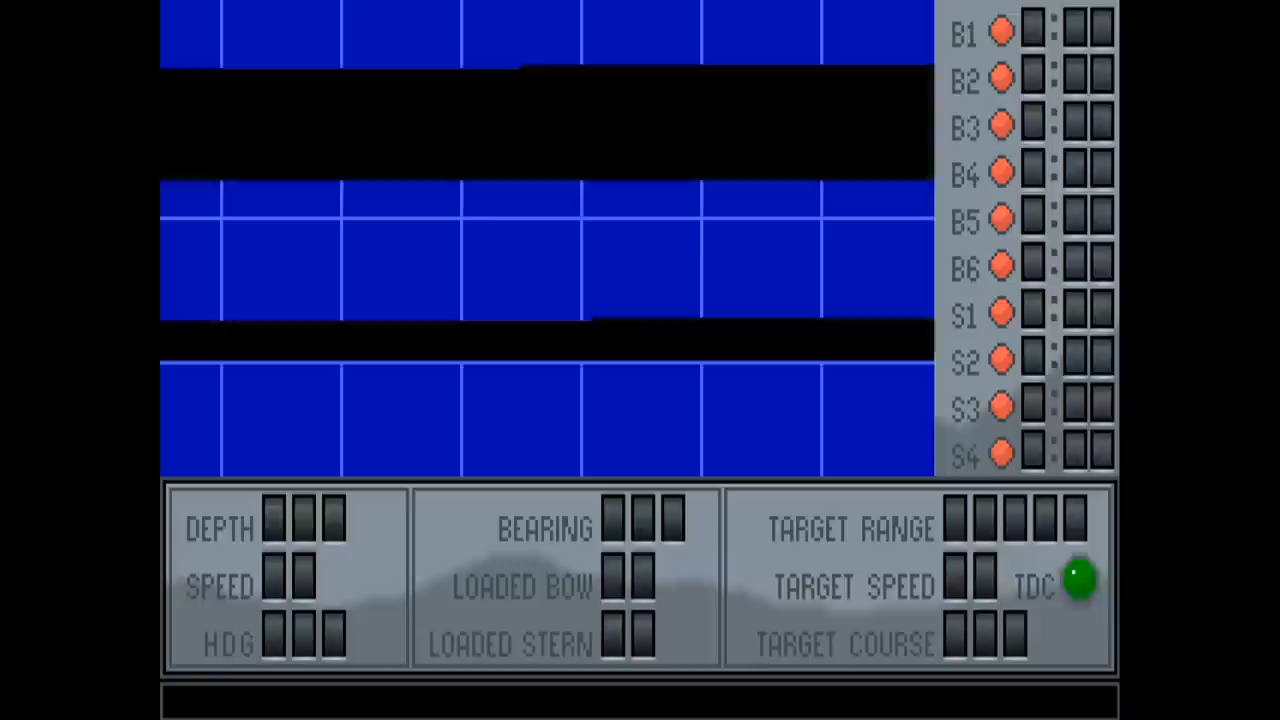 B1
B2
B3
B4
B5
B6
S1
S2
S3
S4
DEPTH
BEARING
TARGET RANGE
SPEED
LOADED BOW
TARGET SPEED
TDC
HDG
LOADED STERN
TARGET COURSE